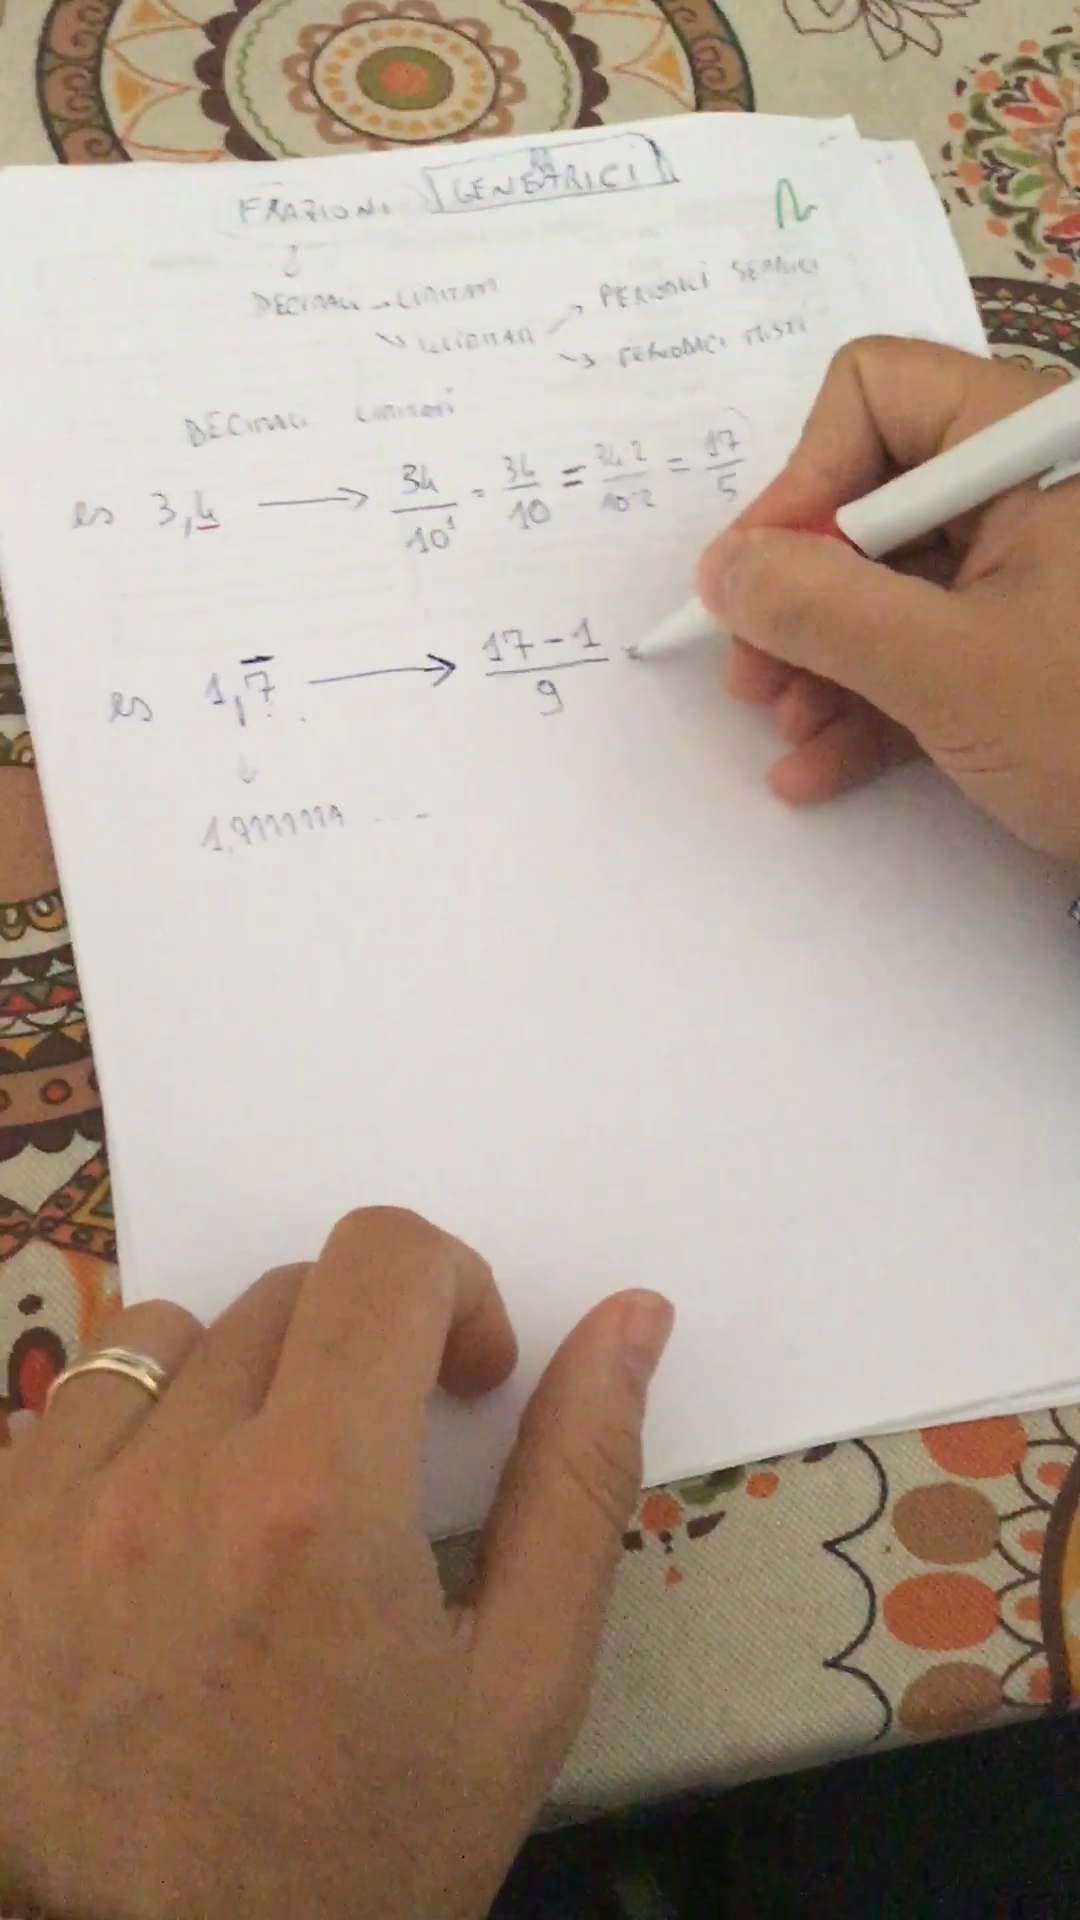 FRAZIONI GENERATRICI
DECIMALI → LIMITATI
→ ILLIMITATI → PERIODICI SEMPLICI
→ PERIODICI MISTI
DECIMALI LIMITATI
es 3,4 → 34/10¹ = 34/10 = 34:2/10:2 = 17/5
es 1,7̅ → 17-1/9 =
↓
1,7777777 ...